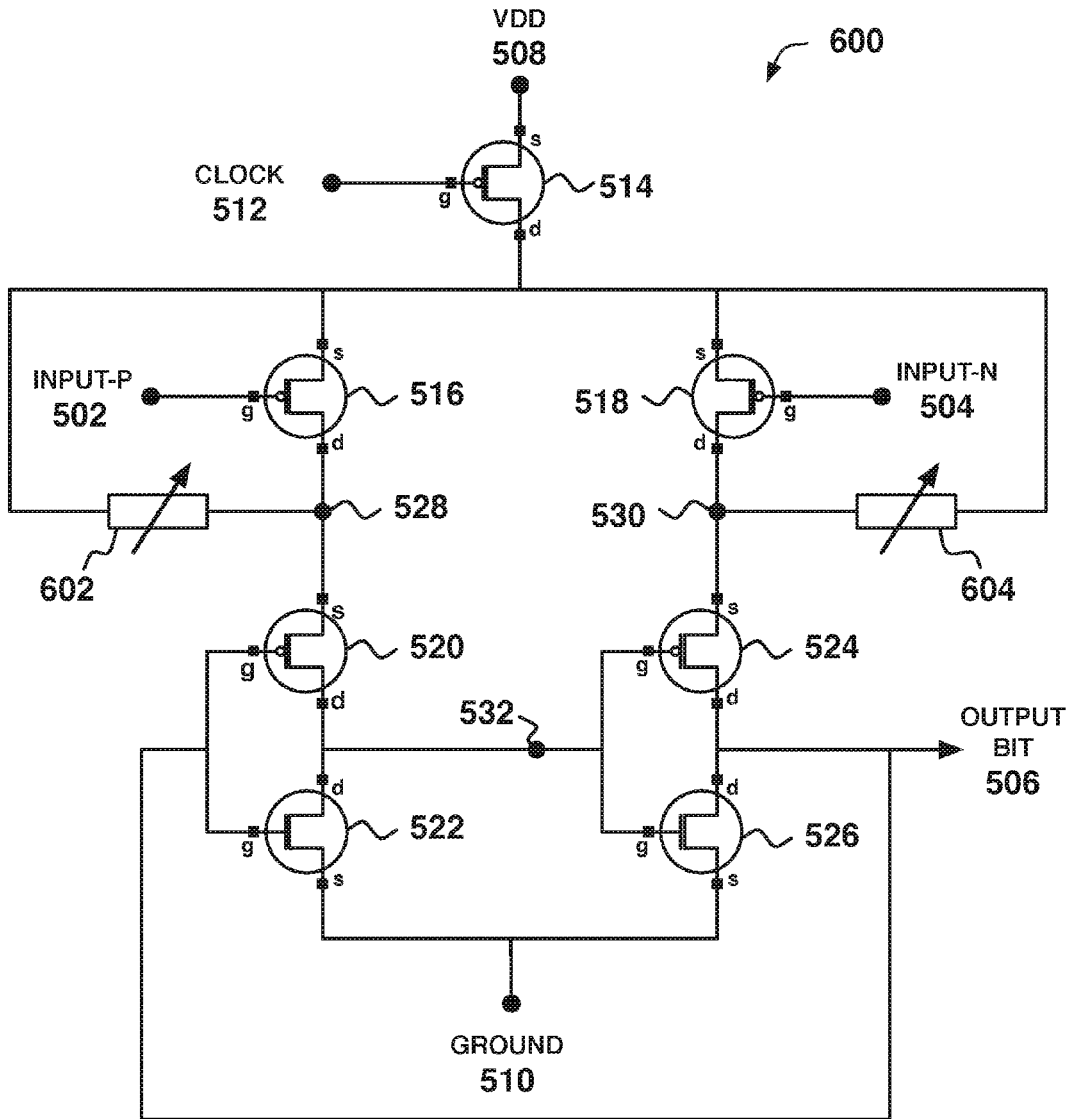 VDD
508
600
s
CLOCK
512
g
514
d
s
s
INPUT-P
502
g
516
518
g
INPUT-N
504
d
d
528
530
602
604
s
s
520
524
g
g
d
d
532
OUTPUT
BIT
506
d
d
522
526
g
g
s
s
GROUND
510